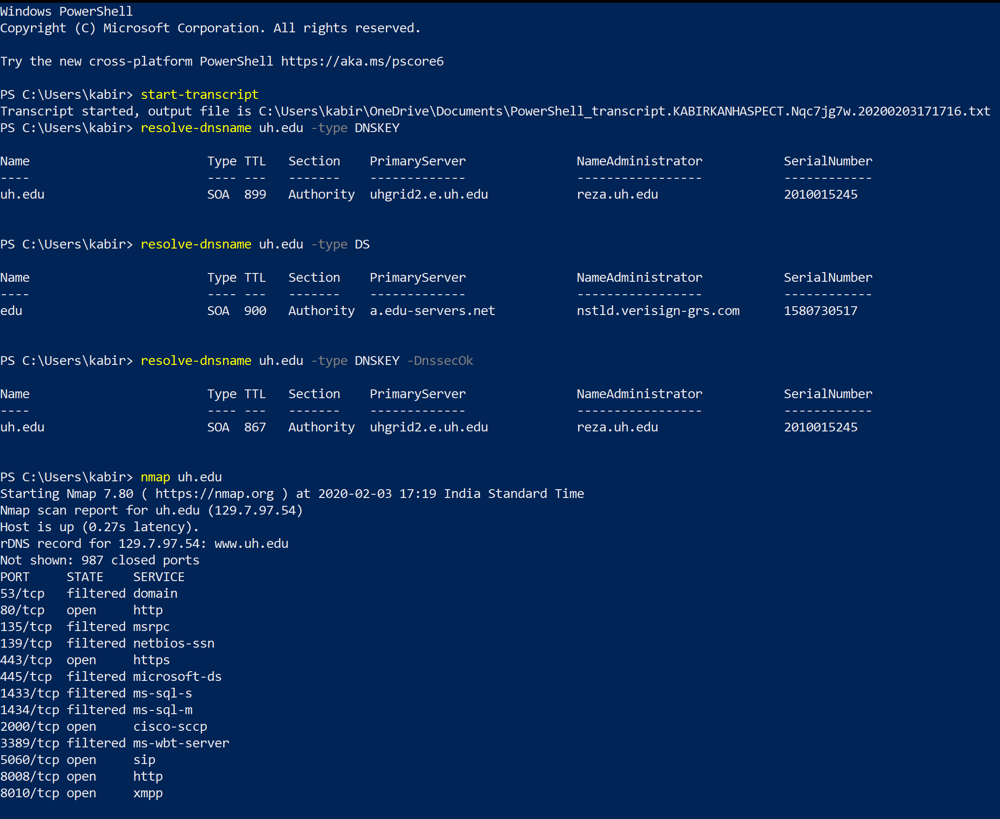 Windows PowerShell
Copyright (C) Microsoft Corporation. All rights reserved.
Try the new cross-platform PowerShell https://aka.ms/pscore6
PS C:\Users\kabir> start-transcript
Transcript started, output file is C:\Users\kabir\OneDrive\Documents\PowerShell_transcript.KABIRKANHASPECT.Nqc7jg7w.20200203171716.txt
PS C:\Users\kabir> resolve-dnsname uh.edu -type DNSKEY
Name                        Type TTL   Section    PrimaryServer               NameAdministrator           SerialNumber
----                        ---- ---   -------    -------------               -----------------           ------------
uh.edu                      SOA  899   Authority  uhgrid2.e.uh.edu            reza.uh.edu                 2010015245
PS C:\Users\kabir> resolve-dnsname uh.edu -type DS
Name                        Type TTL   Section    PrimaryServer               NameAdministrator           SerialNumber
----                        ---- ---   -------    -------------               -----------------           ------------
edu                         SOA  900   Authority  a.edu-servers.net           nstld.verisign-grs.com      1580730517
PS C:\Users\kabir> resolve-dnsname uh.edu -type DNSKEY -DnssecOk
Name                        Type TTL   Section    PrimaryServer               NameAdministrator           SerialNumber
----                        ---- ---   -------    -------------               -----------------           ------------
uh.edu                      SOA  867   Authority  uhgrid2.e.uh.edu            reza.uh.edu                 2010015245
PS C:\Users\kabir> nmap uh.edu
Starting Nmap 7.80 ( https://nmap.org ) at 2020-02-03 17:19 India Standard Time
Nmap scan report for uh.edu (129.7.97.54)
Host is up (0.27s latency).
rDNS record for 129.7.97.54: www.uh.edu
Not shown: 987 closed ports
PORT     STATE    SERVICE
53/tcp   filtered domain
80/tcp   open     http
135/tcp  filtered msrpc
139/tcp  filtered netbios-ssn
443/tcp  open     https
445/tcp  filtered microsoft-ds
1433/tcp filtered ms-sql-s
1434/tcp filtered ms-sql-m
2000/tcp open     cisco-sccp
3389/tcp filtered ms-wbt-server
5060/tcp open     sip
8008/tcp open     http
8010/tcp open     xmpp